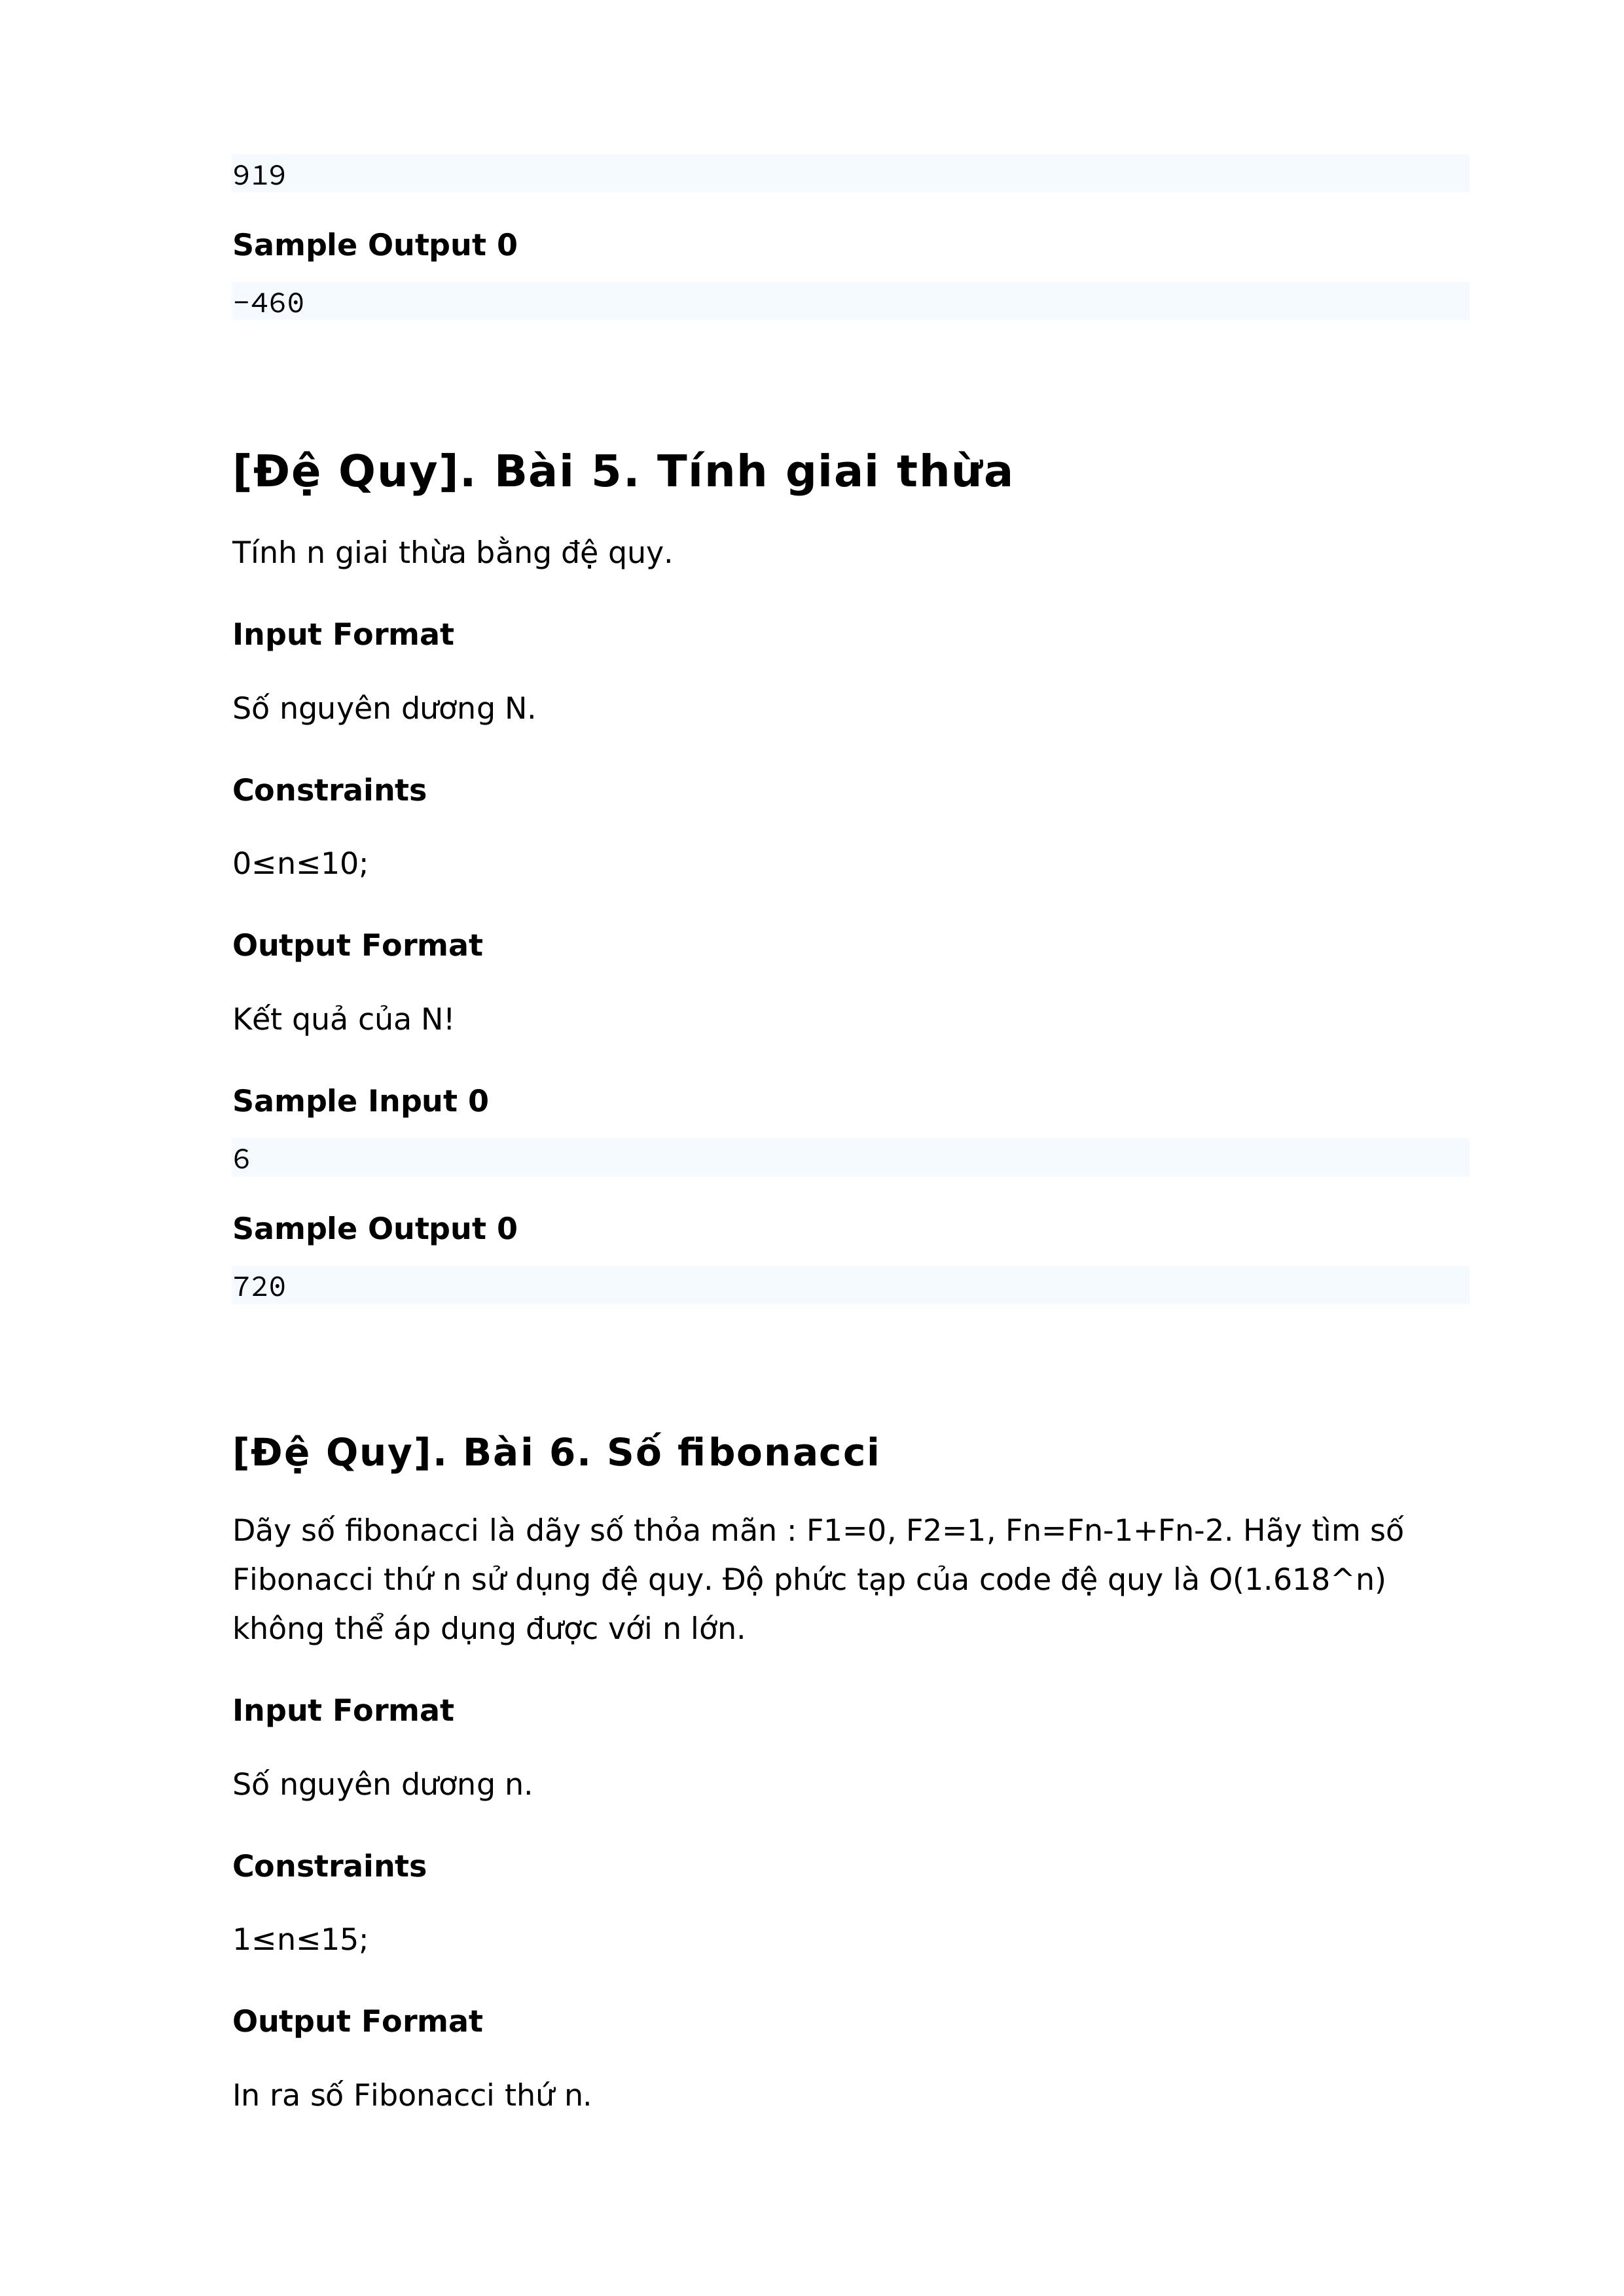 919
Sample Output 0
-460
[Đệ Quy]. Bài 5. Tính giai thừa
Tính n giai thừa bằng đệ quy.
Input Format
Số nguyên dương N.
Constraints
0≤n≤10;
Output Format
Kết quả của N!
Sample Input 0
6
Sample Output 0
720
[Đệ Quy]. Bài 6. Số fibonacci
Dãy số fibonacci là dãy số thỏa mãn : F1=0, F2=1, Fn=Fn-1+Fn-2. Hãy tìm số
Fibonacci thứ n sử dụng đệ quy. Độ phức tạp của code đệ quy là O(1.618^n)
không thể áp dụng được với n lớn.
Input Format
Số nguyên dương n.
Constraints
1≤n≤15;
Output Format
In ra số Fibonacci thứ n.